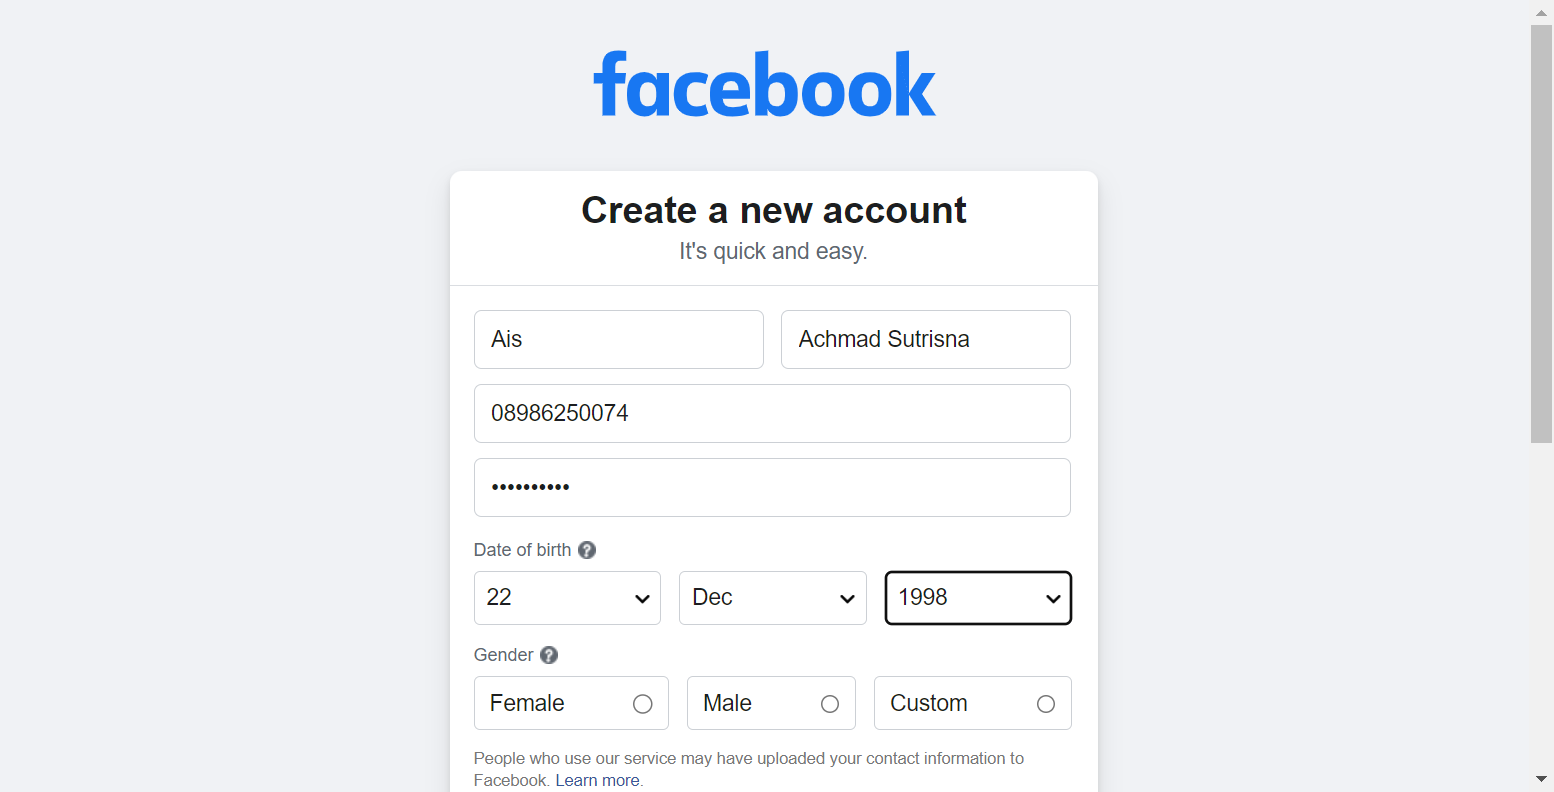 facebook
Create a new account
It's quick and easy.
Ais
Achmad Sutrisna
08986250074
••••••••••
Date of birth ?
22
Dec
1998
Gender ?
Female
Male
Custom
People who use our service may have uploaded your contact information to
Facebook. Learn more.